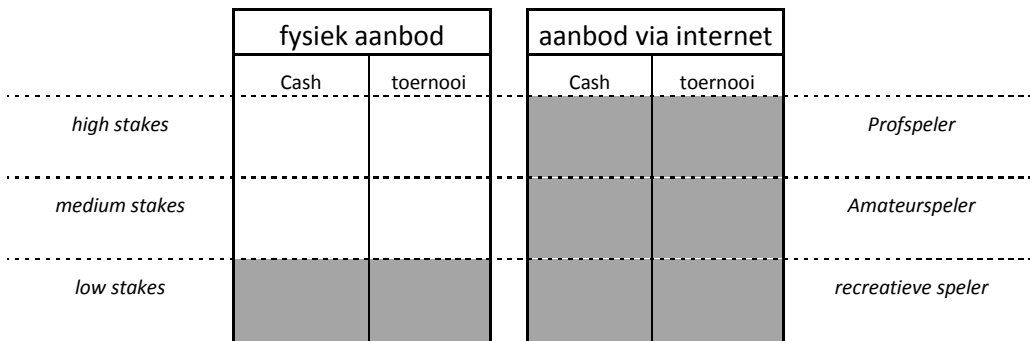 fysiek aanbod aanbod via internet
Cash toernooi Cash toernooi
high stakes Profspeler
medium stakes Amateurspeler
low stakes recreatieve speler